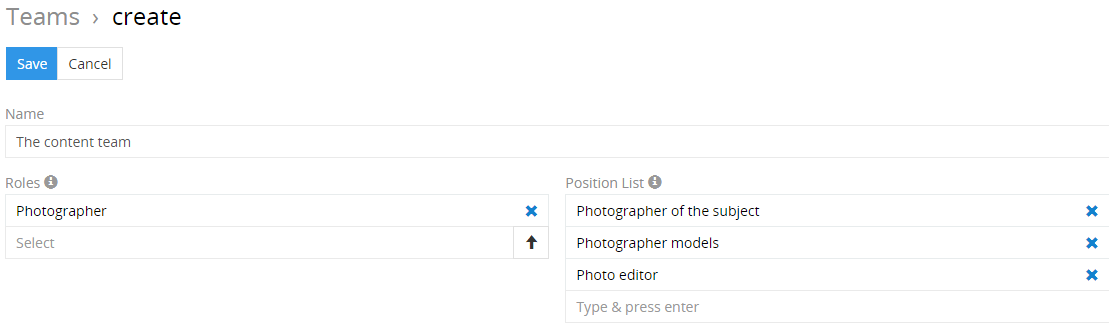 Teams › create
Save Cancel
Name
The content team
Roles
Photographer
Select
Position List
Photographer of the subject
Photographer models
Photo editor
Type & press enter